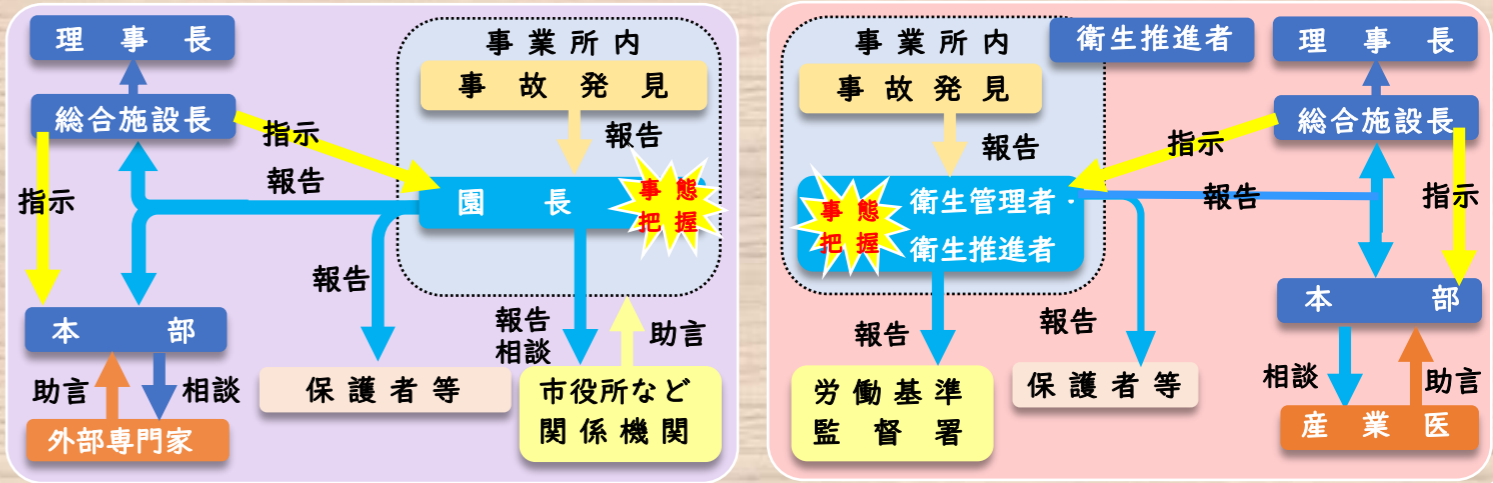 理事長
総合施設長
指示
指示
報告
事業所内
事故発見
報告
園長
事態
把握
報告
報告
相談
助言
本部
助言
相談
外部専門家
保護者等
市役所など
関係機関
事業所内
衛生推進者
理事長
事故発見
総合施設長
報告
指示
事態
把握
衛生管理者・
衛生推進者
報告
指示
報告
報告
本部
労働基準
監督署
保護者等
相談
助言
産業医